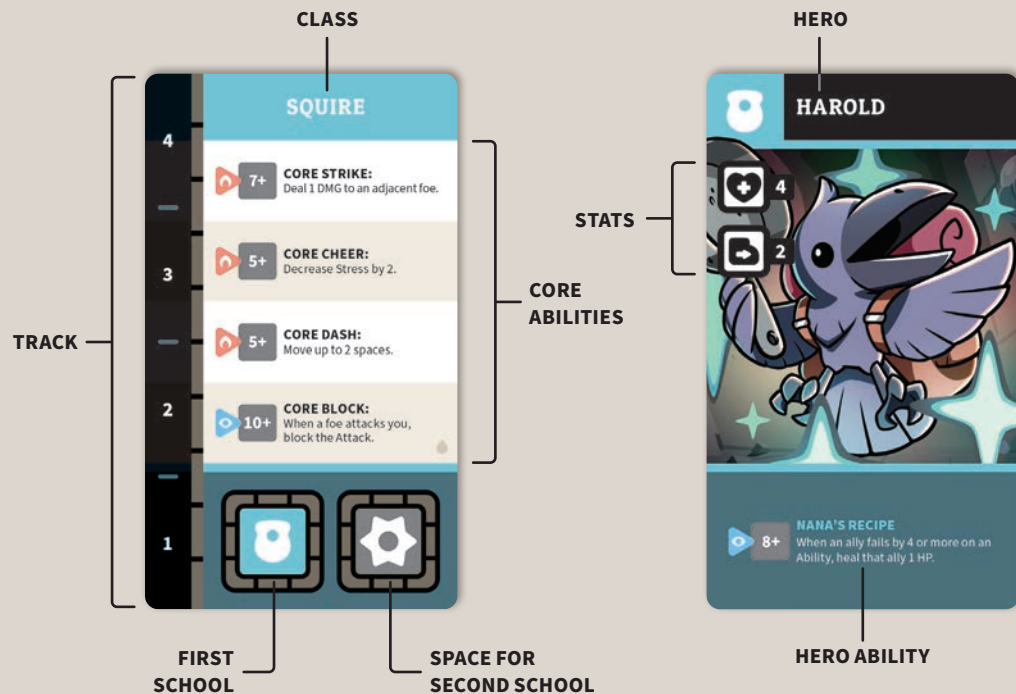 CLASS
HERO
SQUIRE
HAROLD
4
3
2
1
7+
CORE STRIKE:
Deal 1 DMG to an adjacent foe.
5+
CORE CHEER:
Decrease Stress by 2.
5+
CORE DASH:
Move up to 2 spaces.
10+
CORE BLOCK:
When a foe attacks you,
block the Attack.
TRACK
CORE
ABILITIES
STATS
4
2
8+
NANA'S RECIPE
When an ally fails by 4 or more on an
Ability, heal that ally 1 HP.
FIRST
SCHOOL
SPACE FOR
SECOND SCHOOL
HERO ABILITY